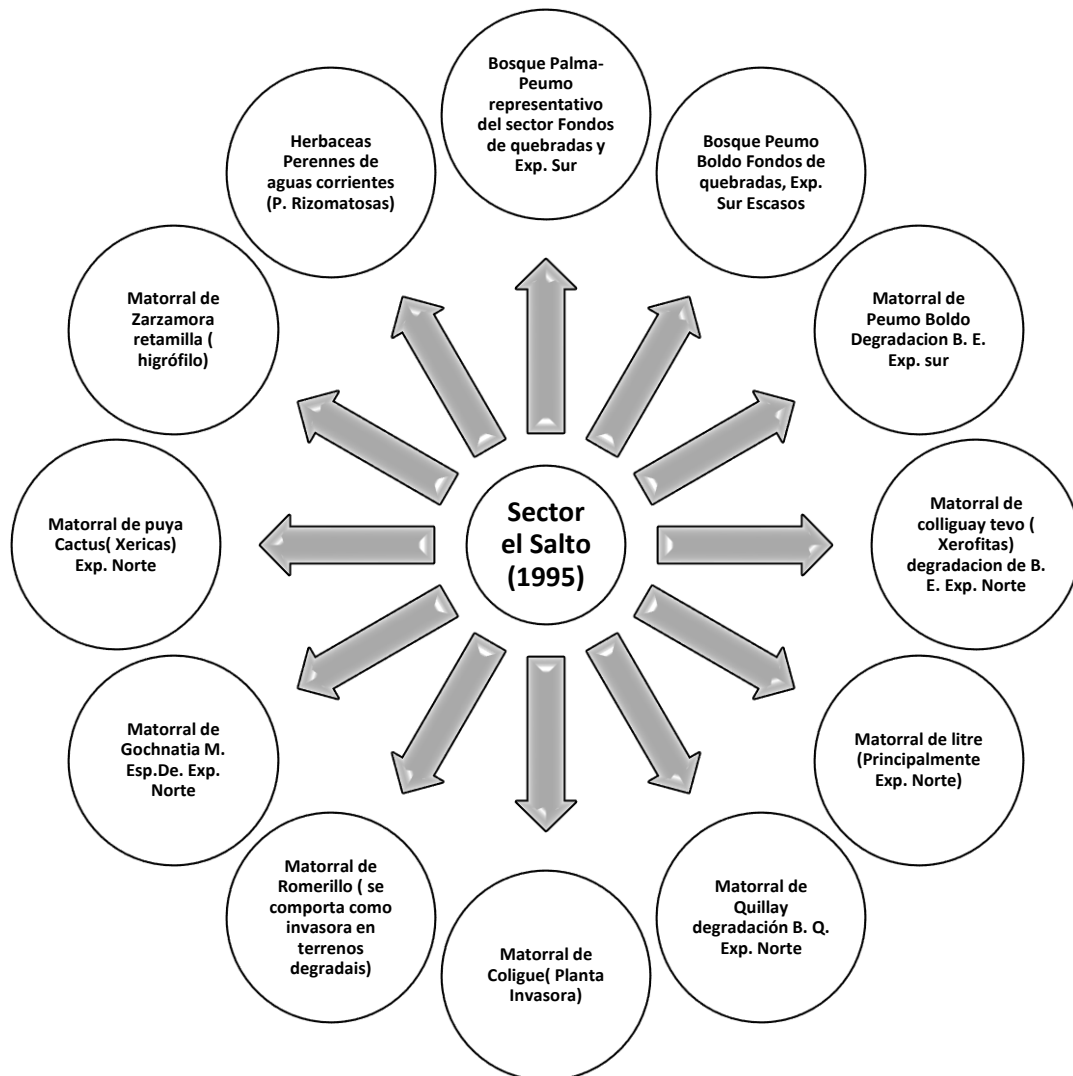 Bosque Palma-
Peumo
representativo
del sector Fondos
de quebradas y
Exp. Sur
Bosque Peumo
Boldo Fondos de
quebradas, Exp.
Sur Escasos
Matorral de
Peumo Boldo
Degradacion B. E.
Exp. sur
Matorral de
colliguay tevo (
Xerofitas)
degradacion de B.
E. Exp. Norte
Matorral de litre
(Principalmente
Exp. Norte)
Matorral de
Quillay
degradación B. Q.
Exp. Norte
Matorral de
Coligue( Planta
Invasora)
Matorral de
Romerillo ( se
comporta como
invasora en
terrenos
degradais)
Matorral de
Gochnatia M.
Esp.De. Exp.
Norte
Matorral de puya
Cactus( Xericas)
Exp. Norte
Matorral de
Zarzamora
retamilla (
higrófilo)
Herbaceas
Perennes de
aguas corrientes
(P. Rizomatosas)
Sector
el Salto
(1995)